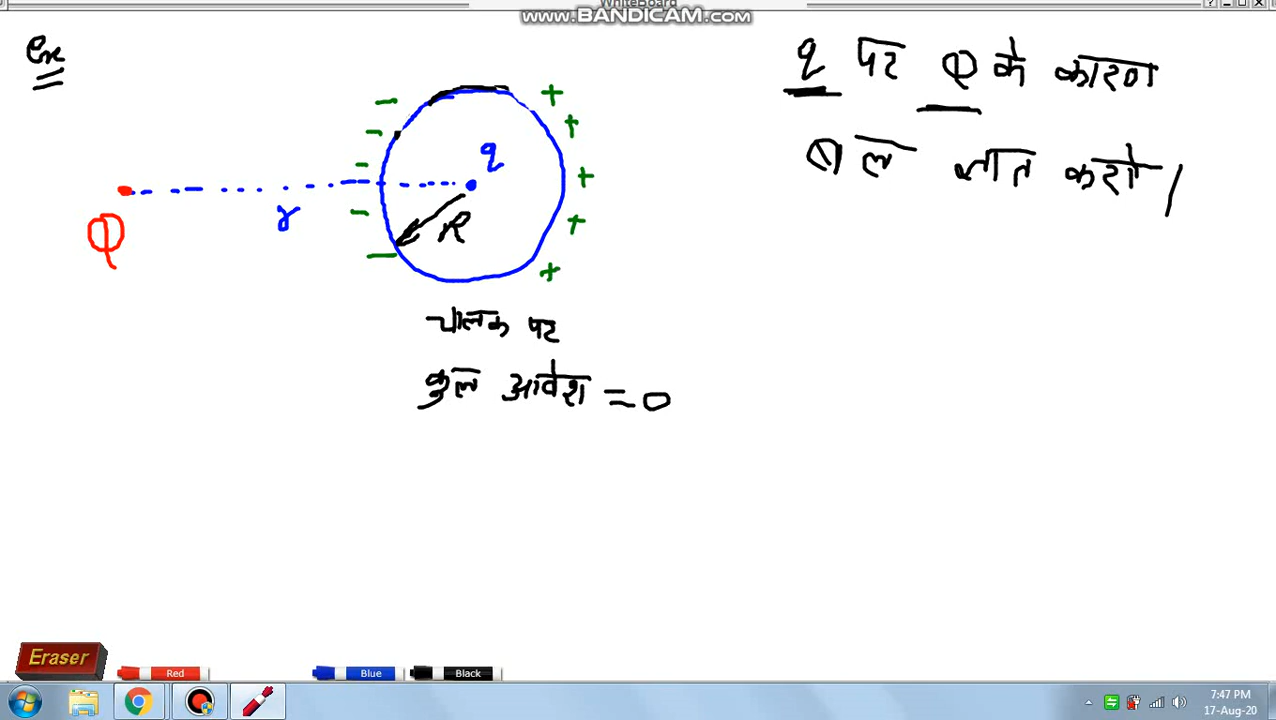 WhiteBoard
www.BANDICAM.com
Ex
q पर Q के कारण
बल ज्ञात करो।
- - - - -
+ + + + +
q
Q
r
R
चालक पर
कुल आवेश = 0
Eraser
Red
Blue
Black
7:47 PM
17-Aug-20